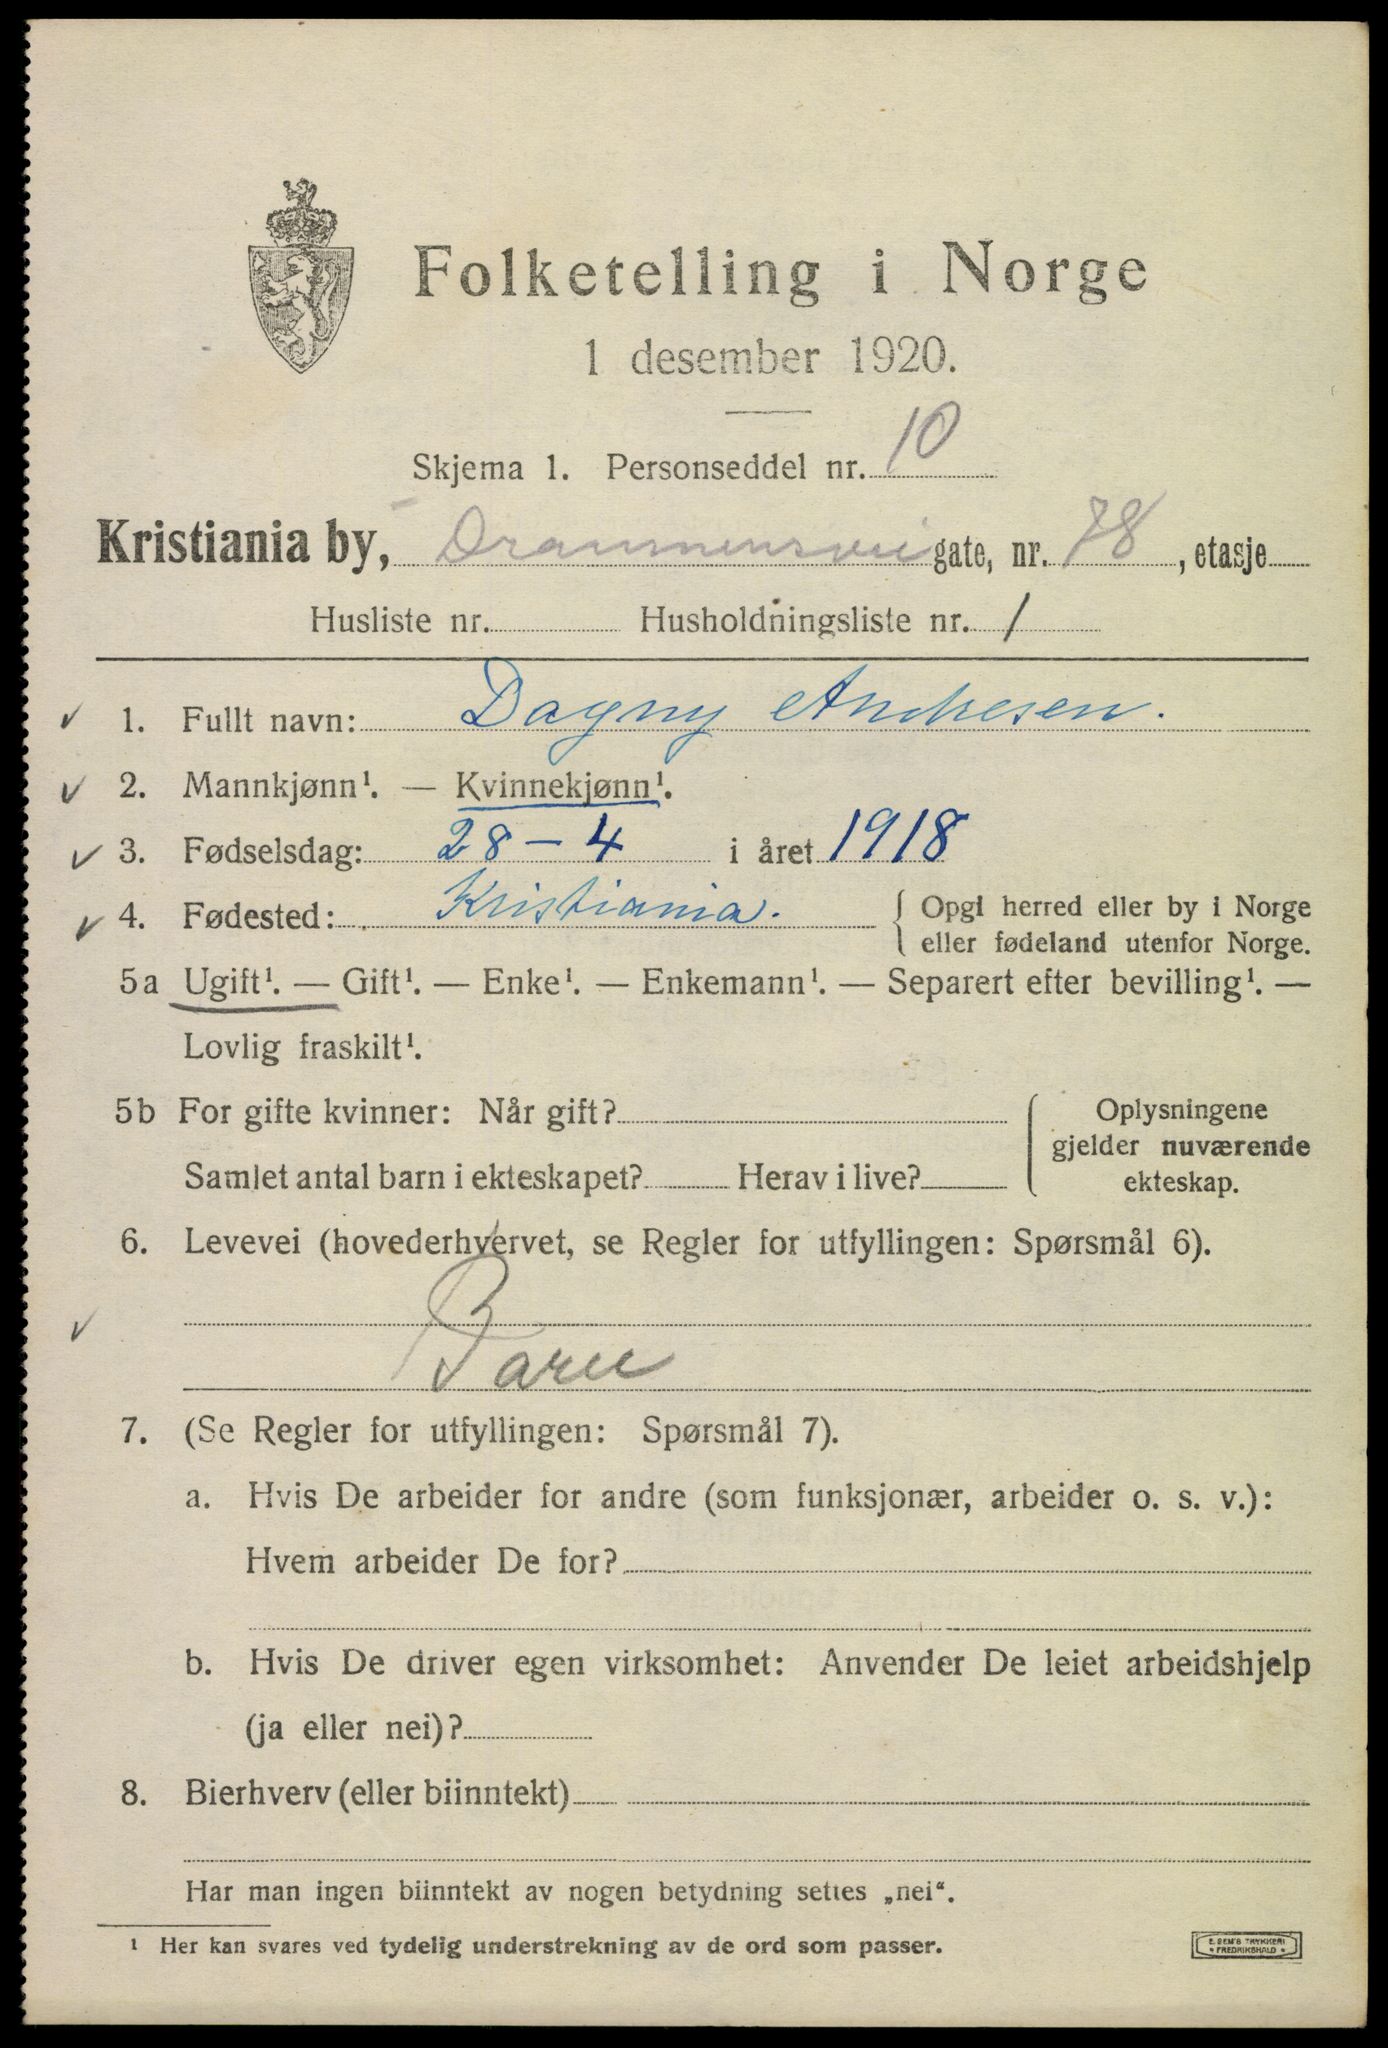 Folketelling i Norge
1 desember 1920.
Skjema 1. Personseddel nr. 10
Kristiania by, Drammensvei gate, nr. 78, etasje
Husliste nr. Husholdningsliste nr. 1
1. Fullt navn: Dagny Andresen.
2. Mannkjønn¹. — Kvinnekjønn¹.
3. Fødselsdag: 28 – 4 i året 1918
4. Fødested: Kristiania. { Opgi herred eller by i Norge
eller fødeland utenfor Norge.
5a Ugift¹. — Gift¹. — Enke¹. — Enkemann¹. — Separert efter bevilling¹. —
Lovlig fraskilt¹.
5b For gifte kvinner: Når gift? { Oplysningene
gjelder nuværende
Samlet antal barn i ekteskapet? Herav i live? ekteskap.
6. Levevei (hovederhvervet, se Regler for utfyllingen: Spørsmål 6).
Barn
7. (Se Regler for utfyllingen: Spørsmål 7).
a. Hvis De arbeider for andre (som funksjonær, arbeider o. s. v.):
Hvem arbeider De for?
b. Hvis De driver egen virksomhet: Anvender De leiet arbeidshjelp
(ja eller nei)?
8. Bierhverv (eller biinntekt)
Har man ingen biinntekt av nogen betydning settes „nei“.
¹ Her kan svares ved tydelig understrekning av de ord som passer.
E. SEM'S TRYKKERI
• FREDRIKSHALD •